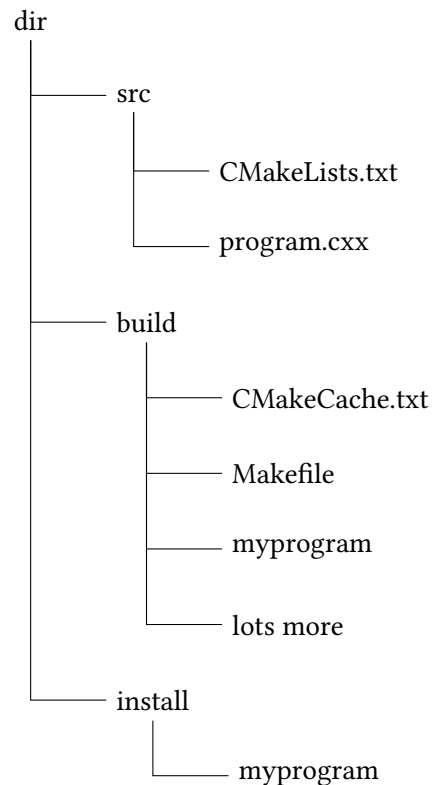 dir
src
CMakeLists.txt
program.cxx
build
CMakeCache.txt
Makefile
myprogram
lots more
install
myprogram